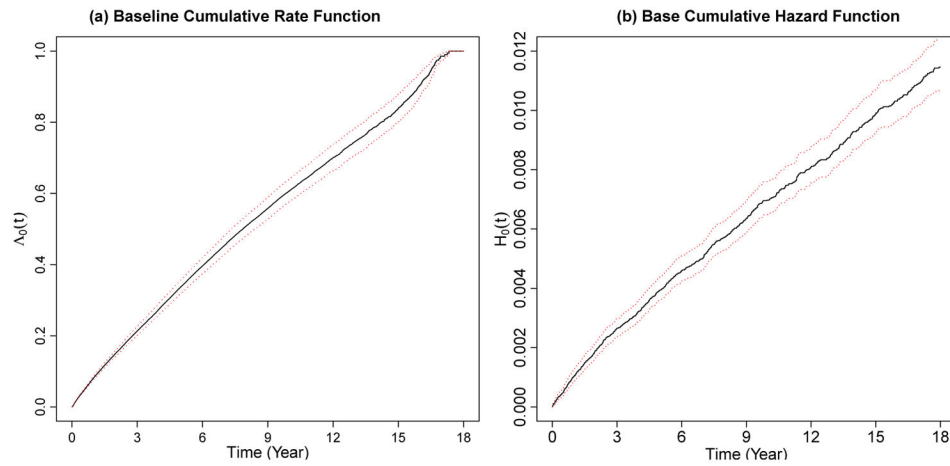 (a) Baseline Cumulative Rate Function
Λ₀(t)
1.0
0.8
0.6
0.4
0.2
0.0
0 3 6 9 12 15 18
Time (Year)
(b) Base Cumulative Hazard Function
H₀(t)
0.012
0.010
0.008
0.006
0.004
0.002
0.000
0 3 6 9 12 15 18
Time (Year)